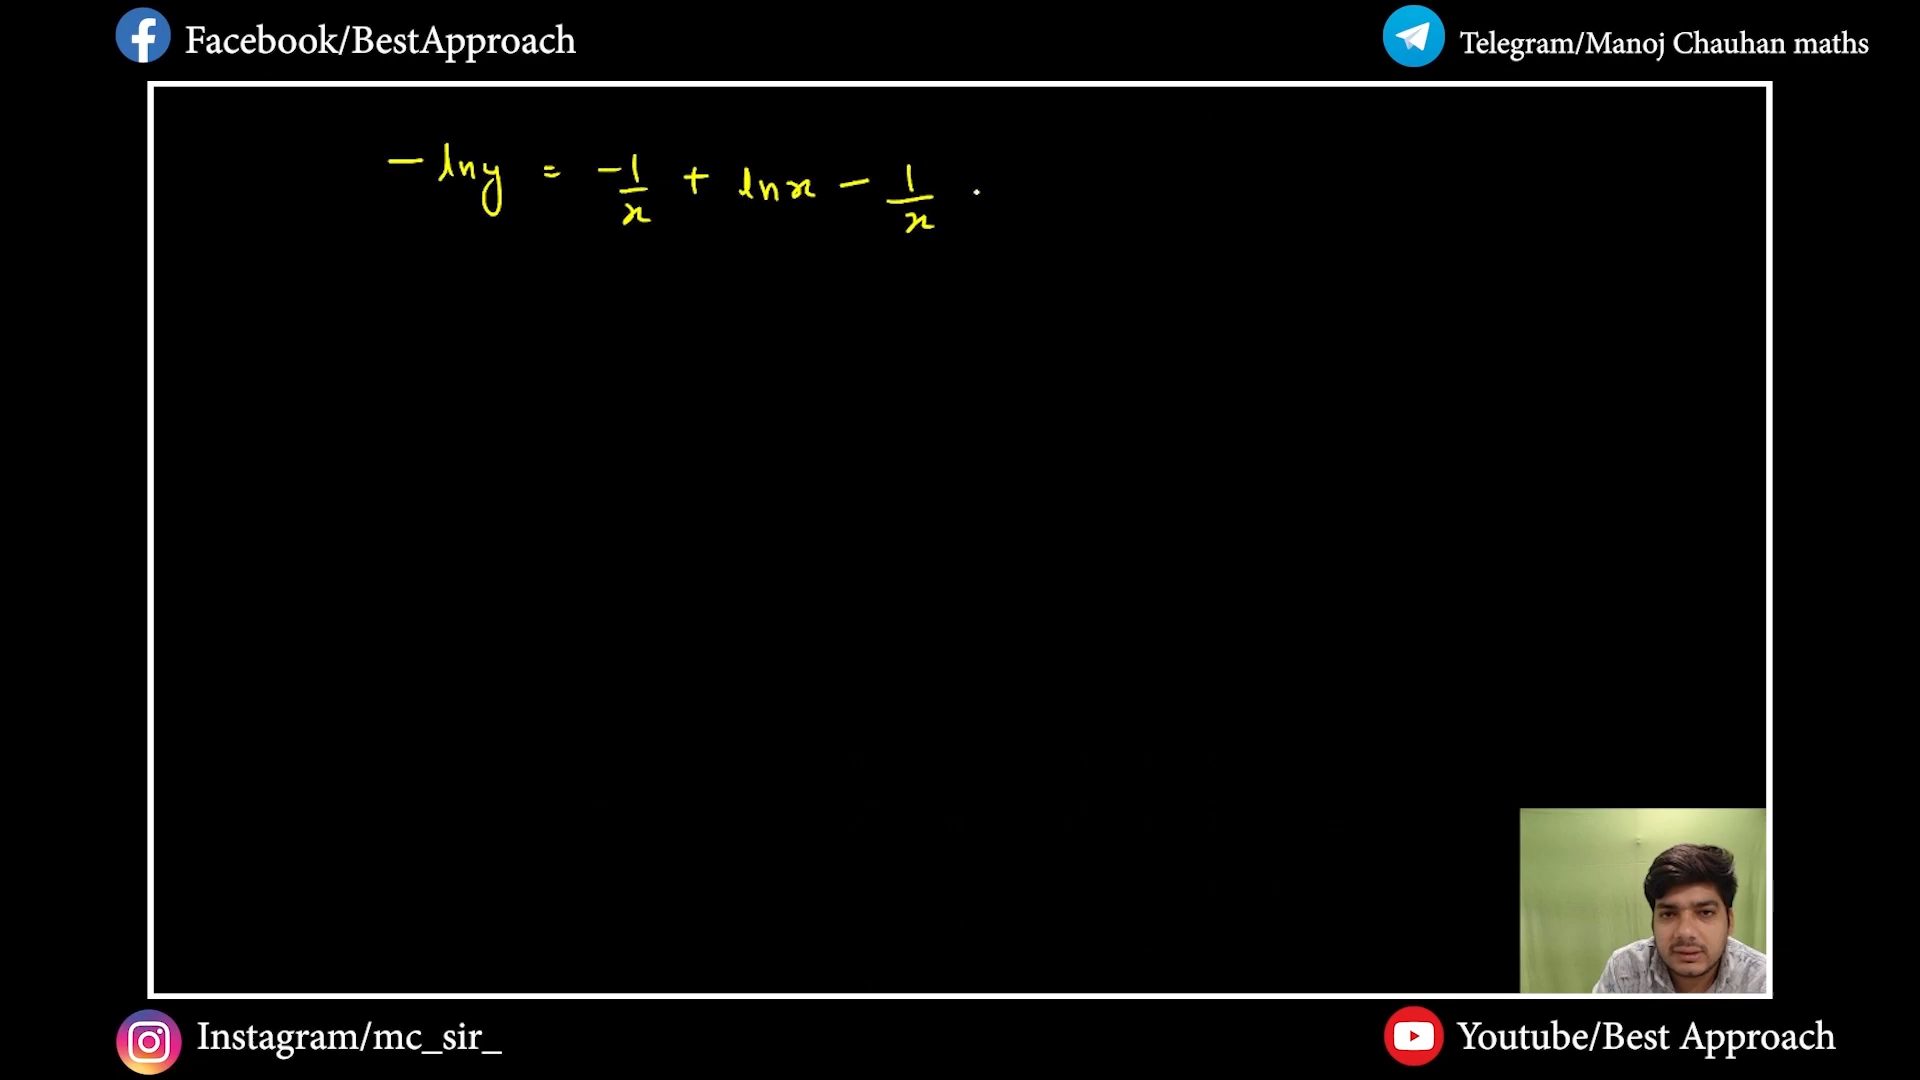 Facebook/BestApproach
Telegram/Manoj Chauhan maths
- ln y = -1/x + ln x - 1/x .
Instagram/mc_sir_
Youtube/Best Approach